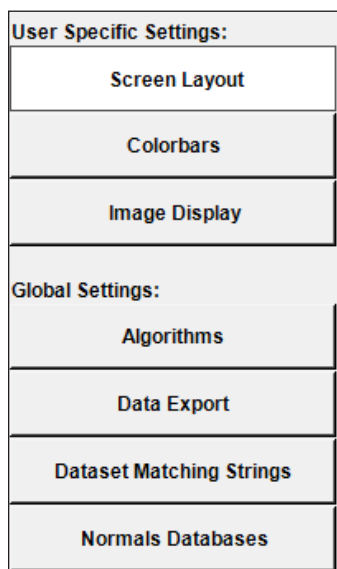 User Specific Settings:
Screen Layout
Colorbars
Image Display
Global Settings:
Algorithms
Data Export
Dataset Matching Strings
Normals Databases